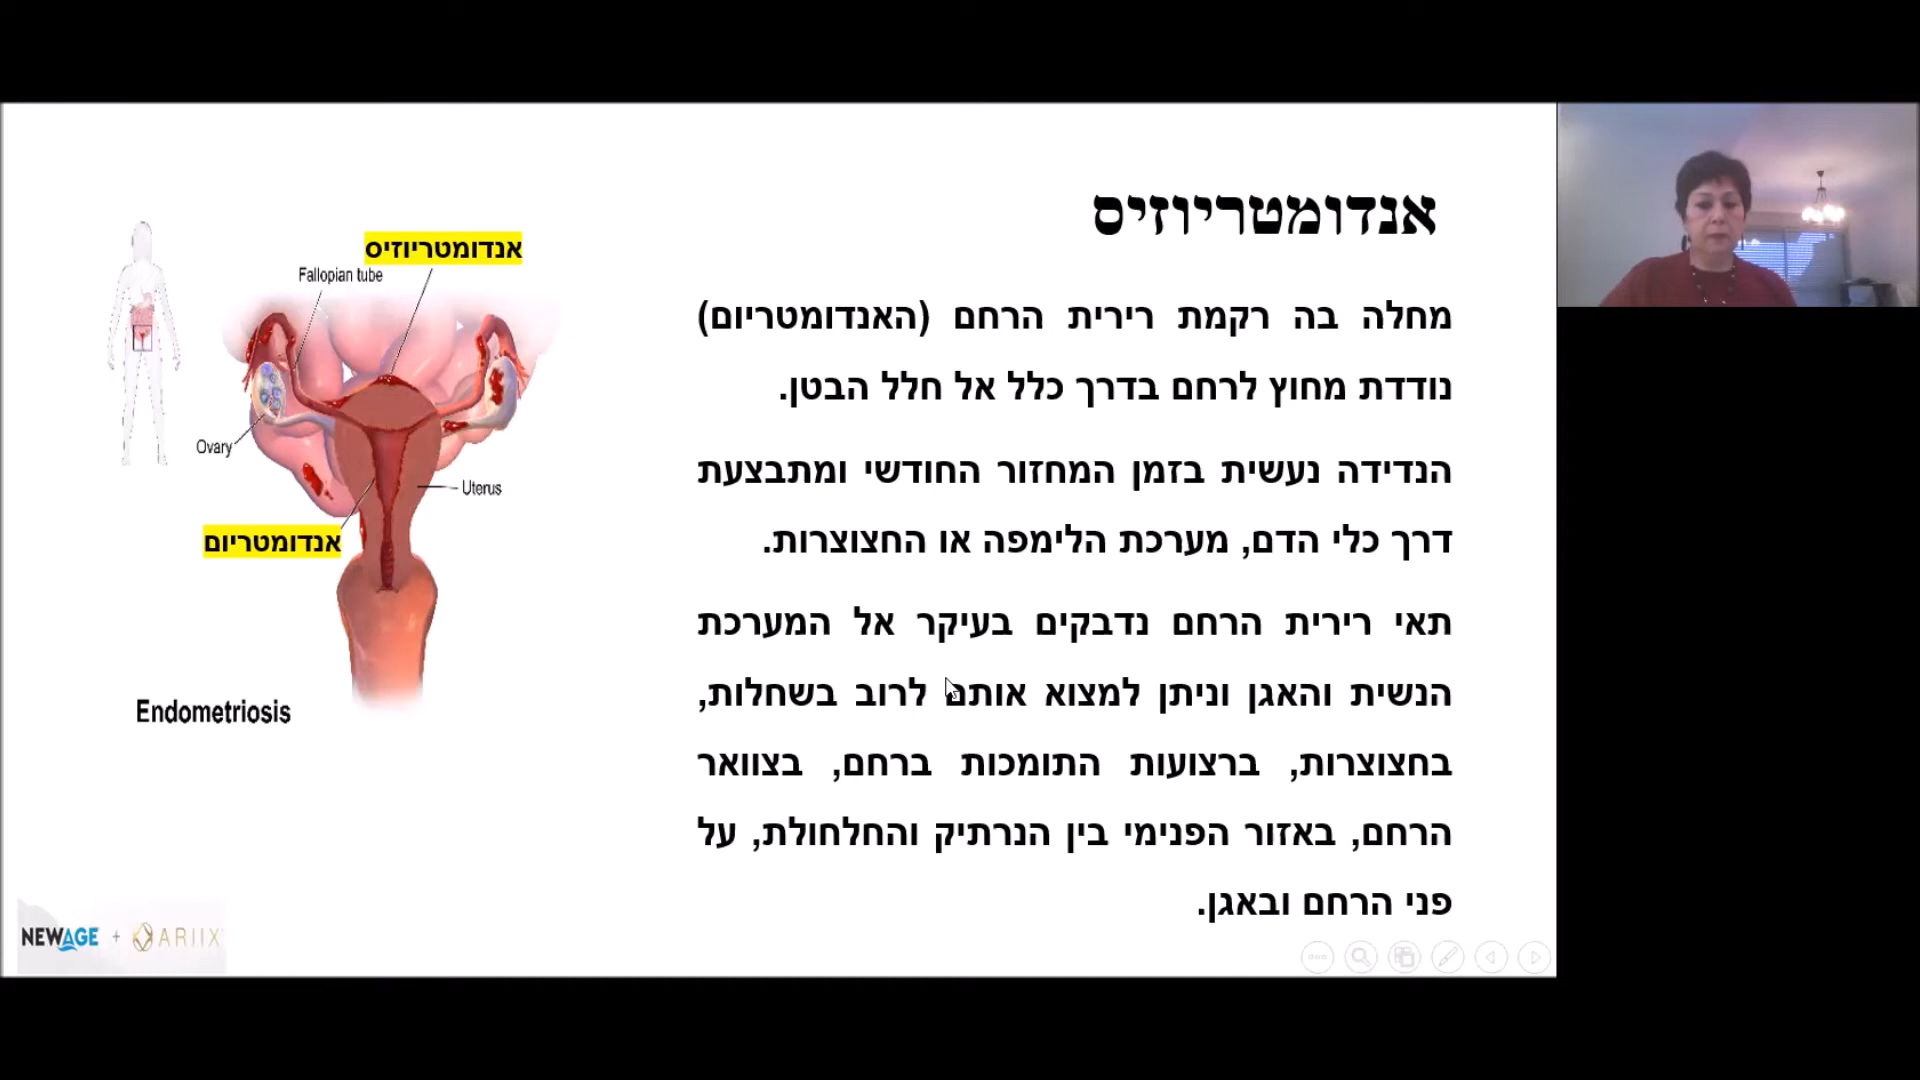 אנדומטריוזיס
מחלה בה רקמת רירית הרחם (האנדומטריום)
נודדת מחוץ לרחם בדרך כלל אל חלל הבטן.
הנדידה נעשית בזמן המחזור החודשי ומתבצעת
דרך כלי הדם, מערכת הלימפה או החצוצרות.
תאי רירית הרחם נדבקים בעיקר אל המערכת
הנשית והאגן וניתן למצוא אותם לרוב בשחלות,
בחצוצרות, ברצועות התומכות ברחם, בצוואר
הרחם, באזור הפנימי בין הנרתיק והחלחולת, על
פני הרחם ובאגן.
אנדומטריוזיס
Fallopian tube
Ovary
Uterus
אנדומטריום
Endometriosis
NEWAGE + ARIIX